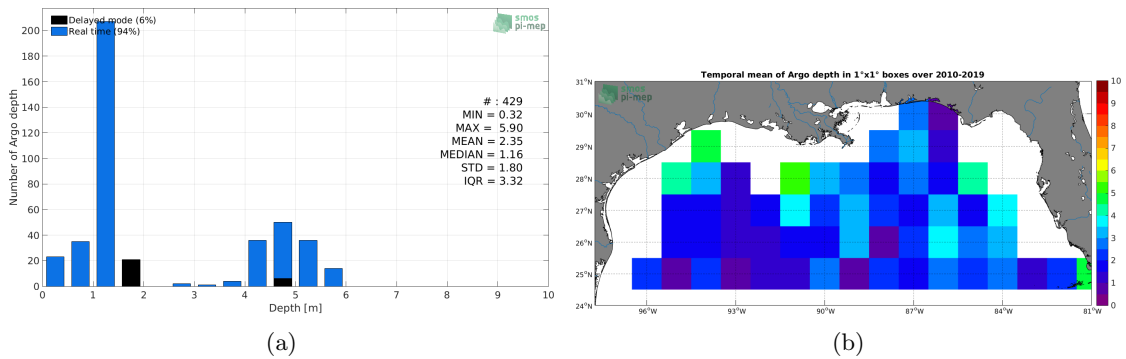 Delayed mode (6%)
Real time (94%)
smos
pi-mep
# : 429
MIN = 0.32
MAX = 5.90
MEAN = 2.35
MEDIAN = 1.16
STD = 1.80
IQR = 3.32
Number of Argo depth
200
180
160
140
120
100
80
60
40
20
0
0 1 2 3 4 5 6 7 8 9 10
Depth [m]
(a)
Temporal mean of Argo depth in 1°x1° boxes over 2010-2019
smos
pi-mep
31°N
30°N
29°N
28°N
27°N
26°N
25°N
24°N
96°W 93°W 90°W 87°W 84°W 81°W
10
9
8
7
6
5
4
3
2
1
0
(b)